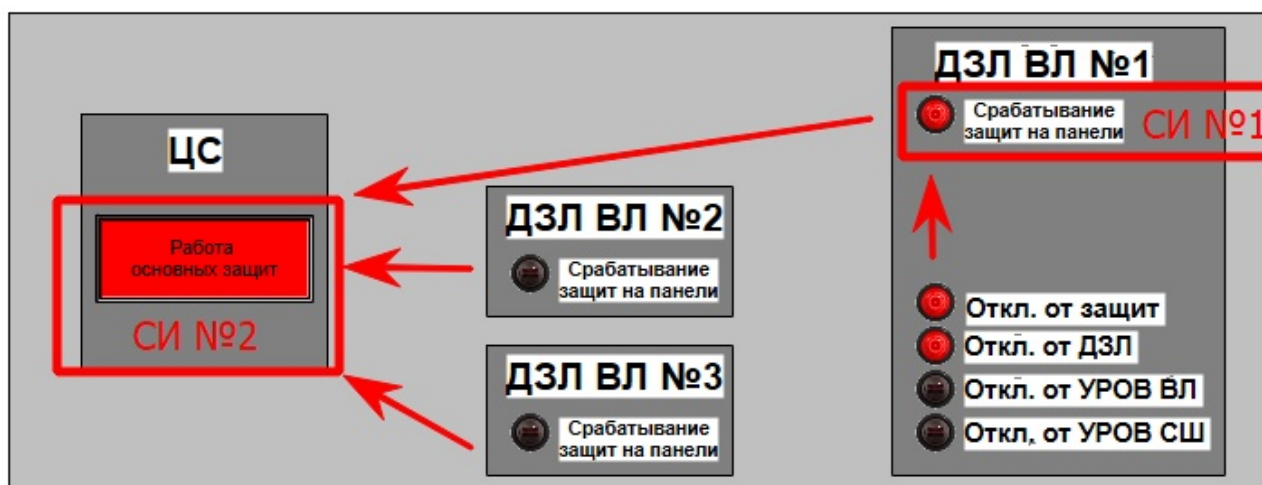 ЦС
Работа
основных защит
СИ №2
ДЗЛ ВЛ №2
Срабатывание
защит на панели
ДЗЛ ВЛ №3
Срабатывание
защит на панели
ДЗЛ ВЛ №1
Срабатывание
защит на панели
СИ №1
Откл. от защит
Откл. от ДЗЛ
Откл. от УРОВ ВЛ
Откл. от УРОВ СШ